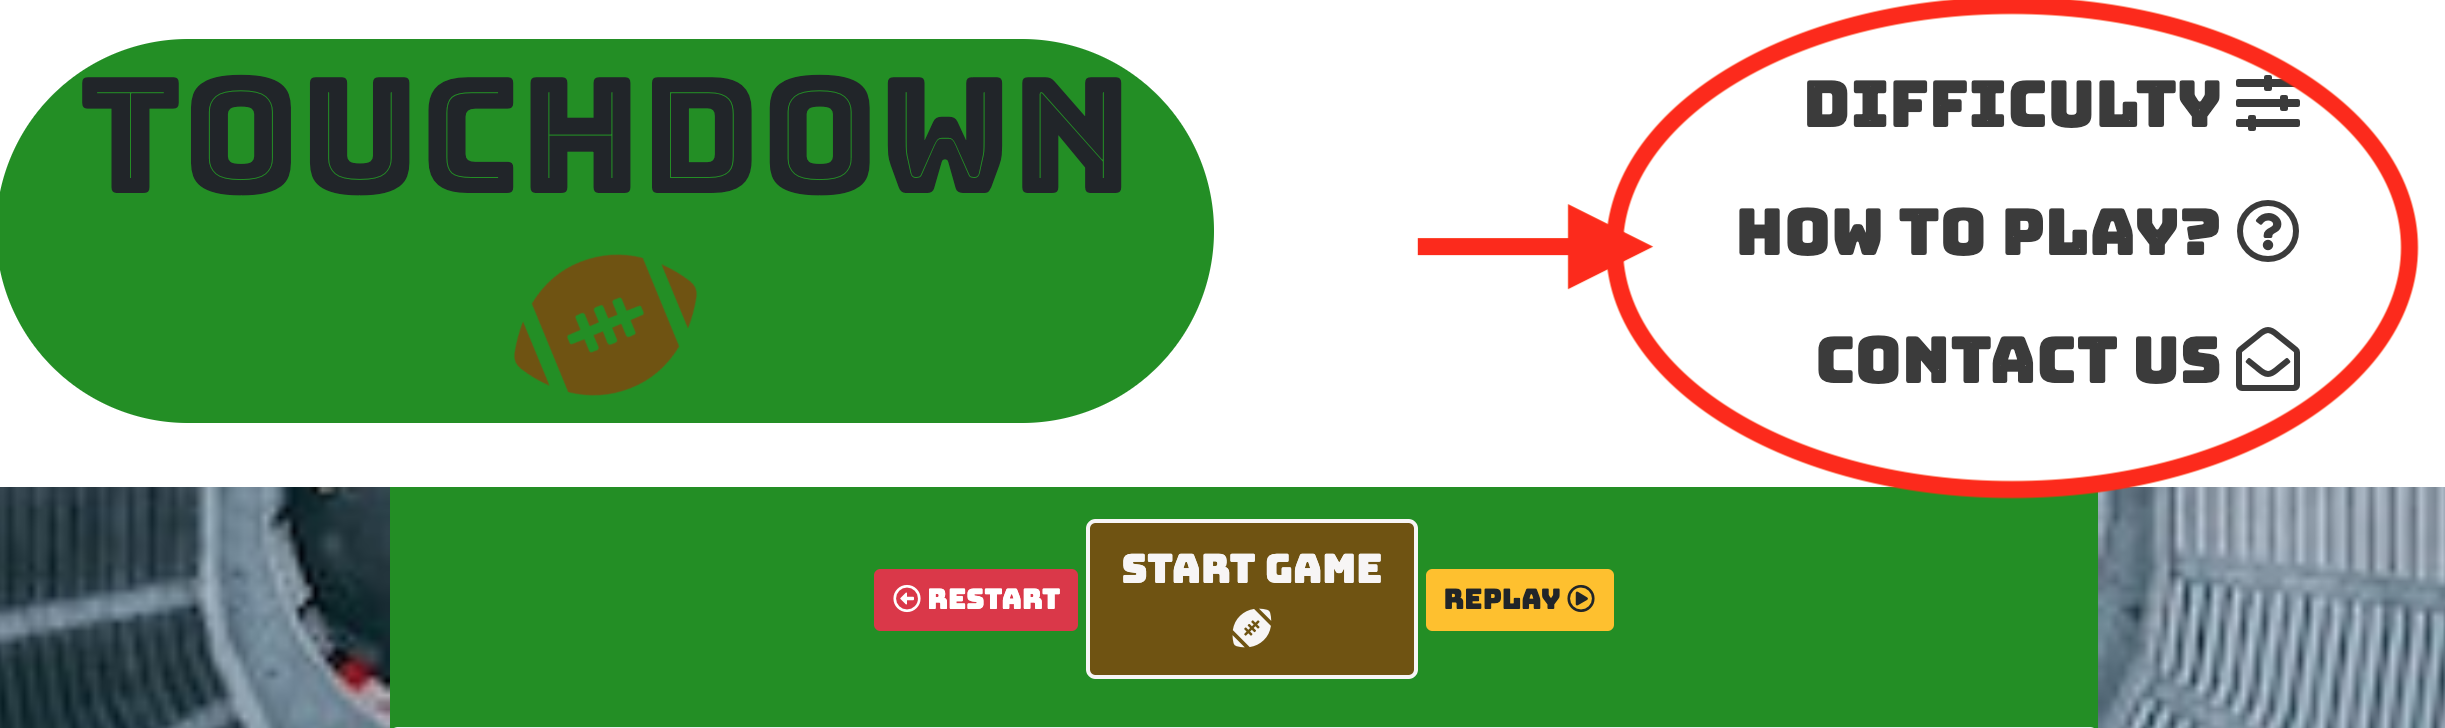 TOUCHDOWN
DIFFICULTY
HOW TO PLAY?
CONTACT US
RESTART
START GAME
REPLAY